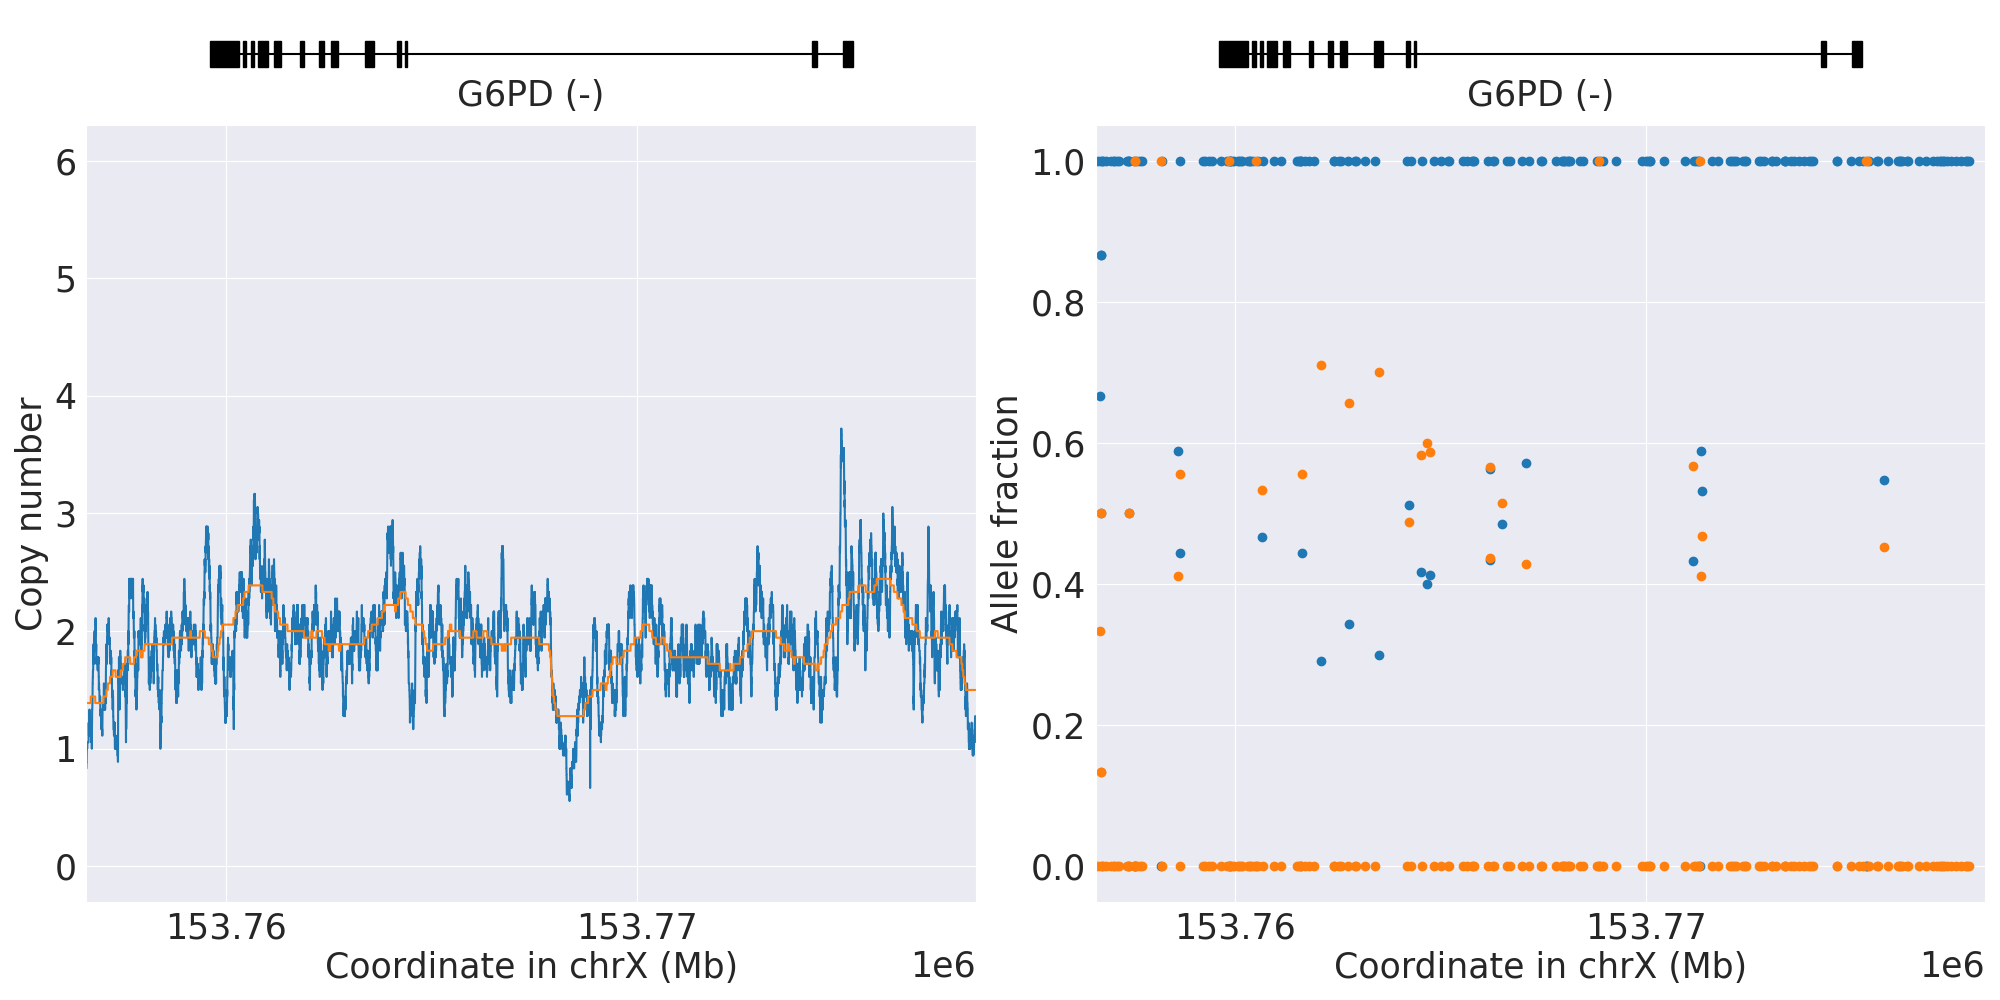 G6PD (-)
6
5
4
3
2
1
0
Copy number
153.76
153.77
Coordinate in chrX (Mb)
1e6
G6PD (-)
1.0
0.8
0.6
0.4
0.2
0.0
Allele fraction
153.76
153.77
Coordinate in chrX (Mb)
1e6